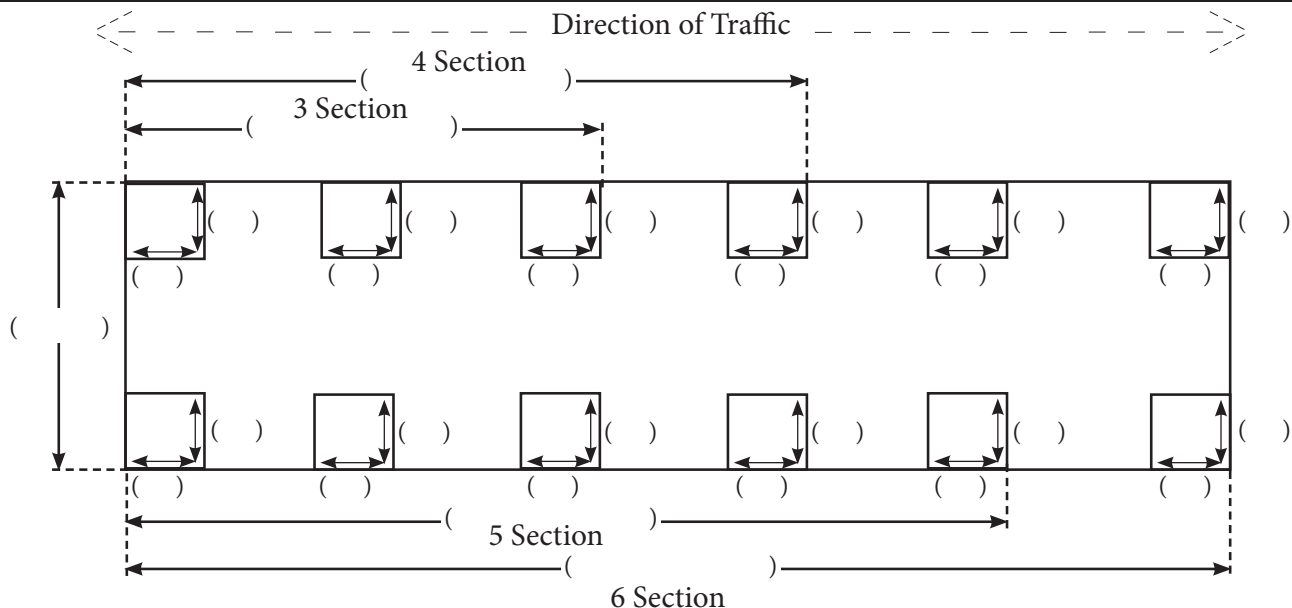 Direction of Traffic
4 Section
( )
3 Section
( )
( ) ( ) ( ) ( ) ( ) ( )
( ) ( ) ( ) ( ) ( ) ( )
( )
( ) ( ) ( ) ( ) ( ) ( )
( ) ( ) ( ) ( ) ( ) ( )
( )
5 Section
( )
6 Section